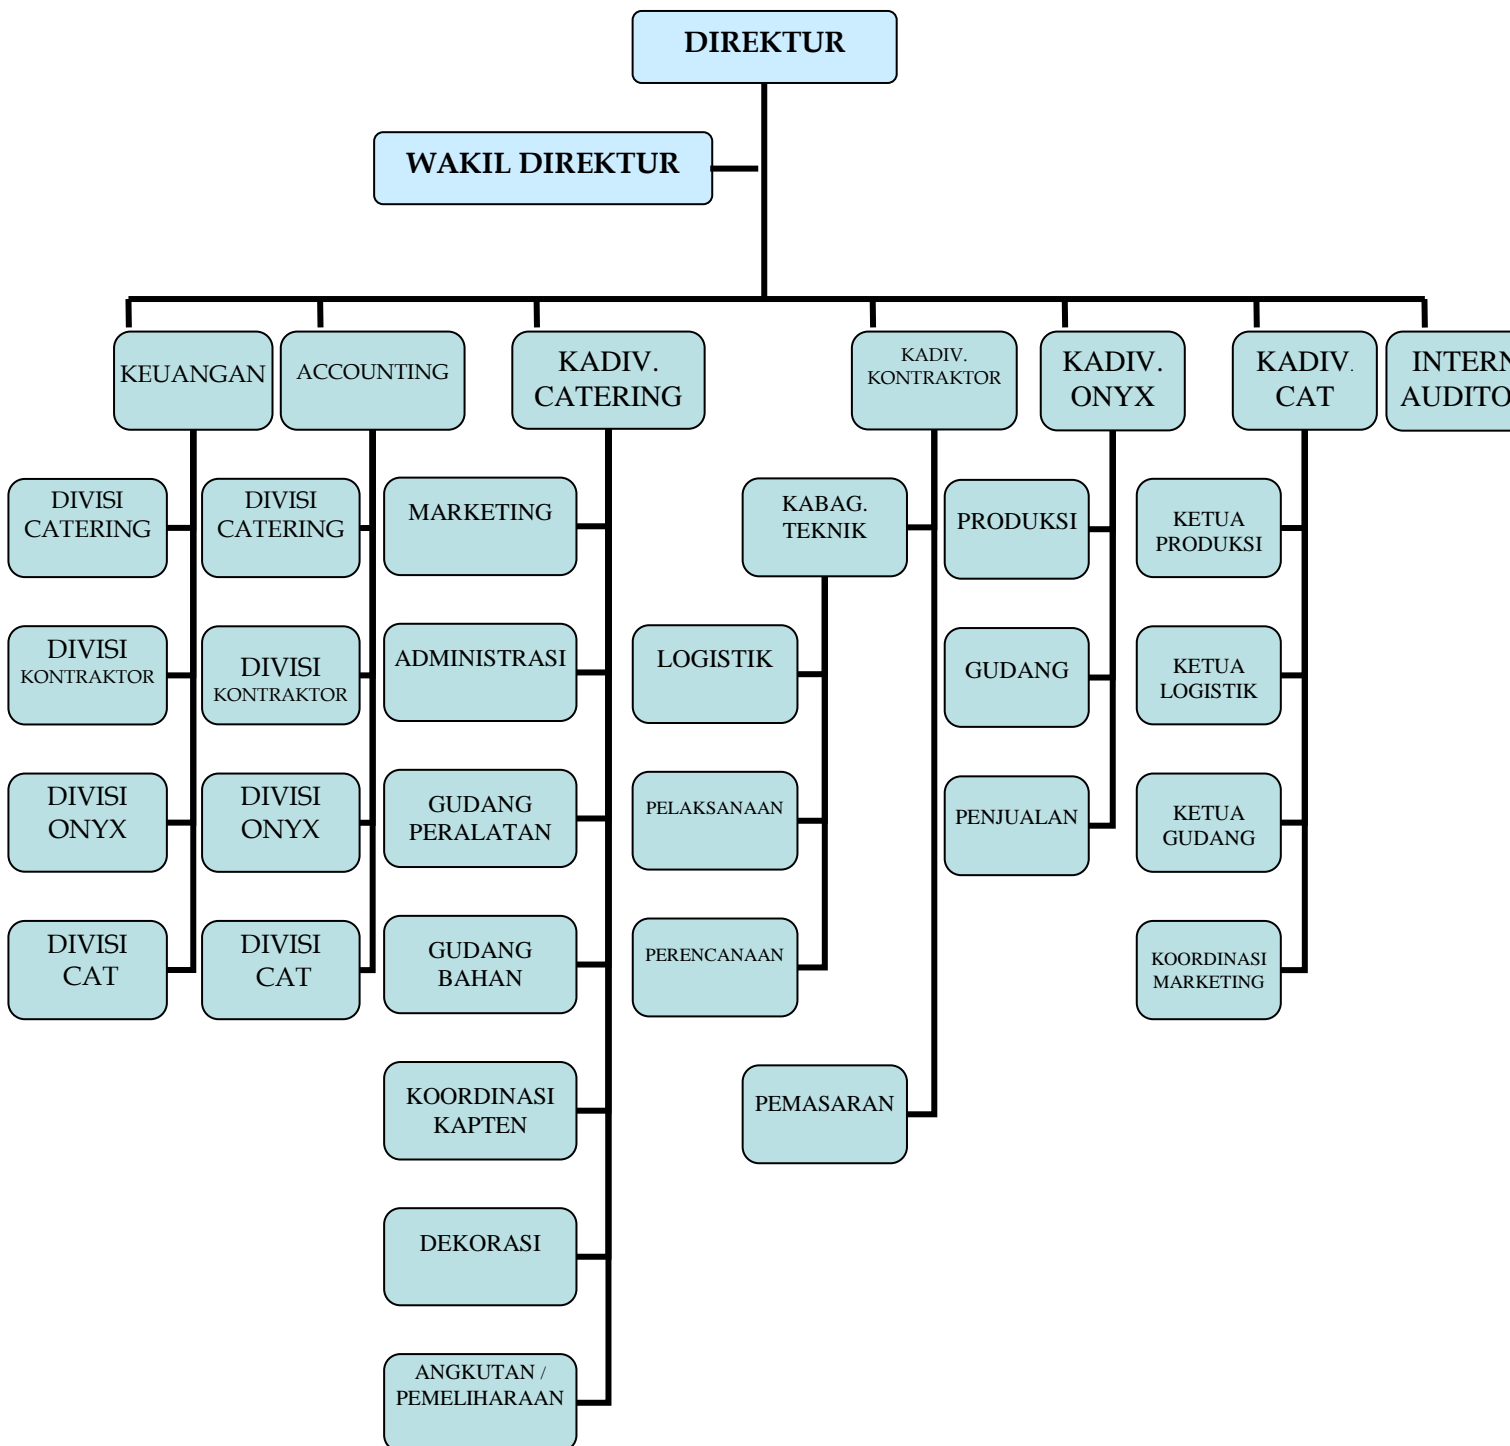 DIREKTUR
WAKIL DIREKTUR
KEUANGAN
ACCOUNTING
KADIV.
CATERING
KADIV.
KONTRAKTOR
KADIV.
ONYX
KADIV.
CAT
INTERN
AUDITO
DIVISI
CATERING
DIVISI
CATERING
MARKETING
KABAG.
TEKNIK
PRODUKSI
KETUA
PRODUKSI
DIVISI
KONTRAKTOR
DIVISI
KONTRAKTOR
ADMINISTRASI
LOGISTIK
GUDANG
KETUA
LOGISTIK
DIVISI
ONYX
DIVISI
ONYX
GUDANG
PERALATAN
PELAKSANAAN
PENJUALAN
KETUA
GUDANG
DIVISI
CAT
DIVISI
CAT
GUDANG
BAHAN
PERENCANAAN
KOORDINASI
MARKETING
KOORDINASI
KAPTEN
PEMASARAN
DEKORASI
ANGKUTAN /
PEMELIHARAAN